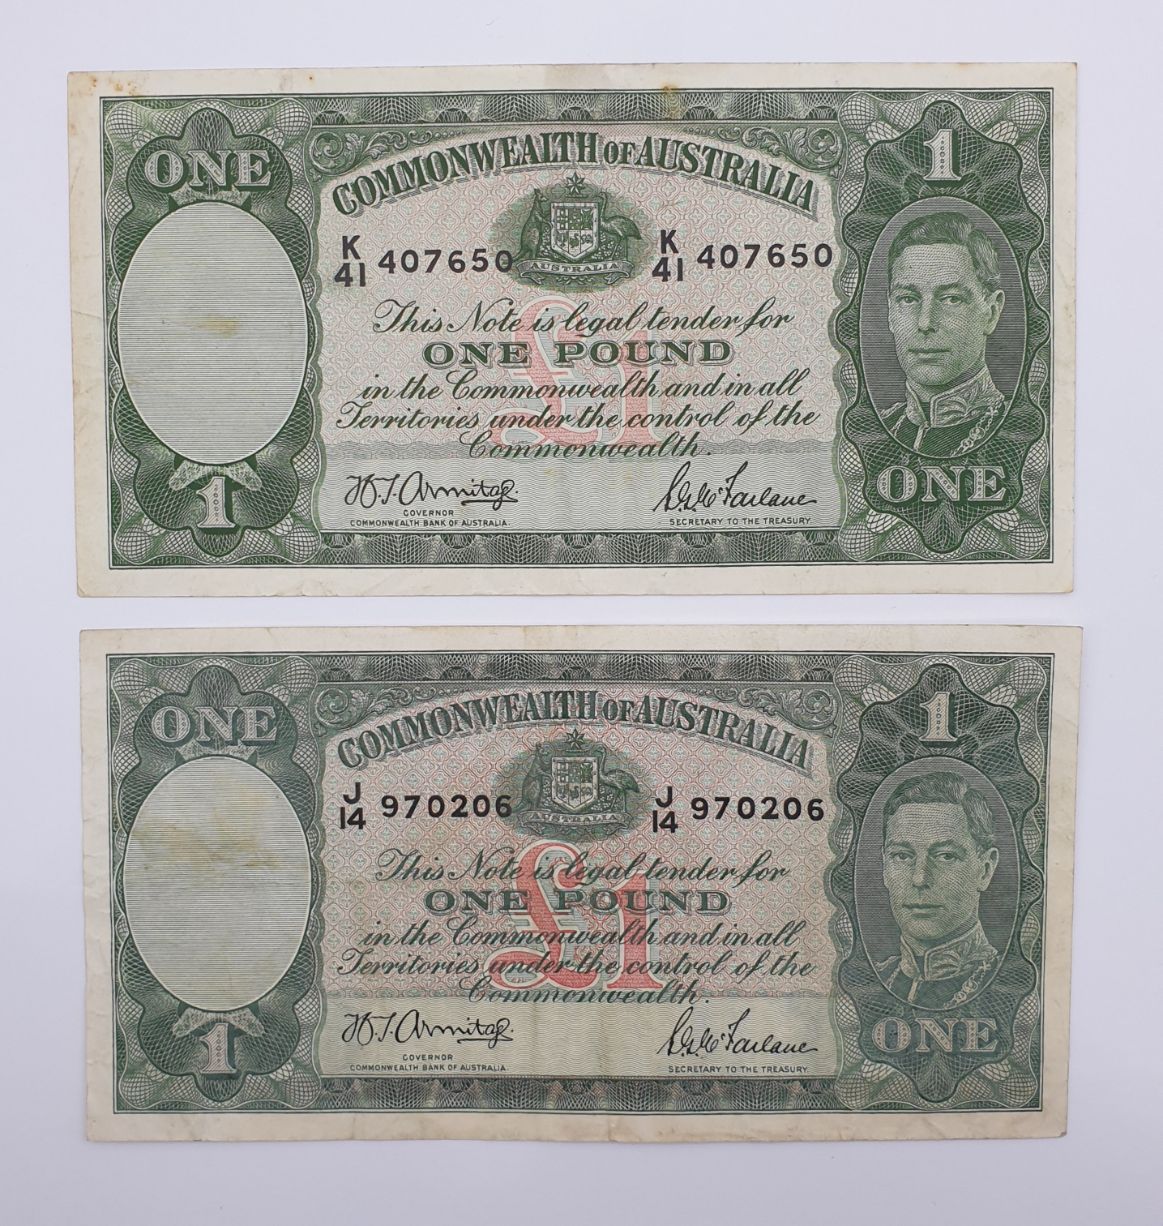 ONE
COMMONWEALTH OF AUSTRALIA
1
K
41 407650
AUSTRALIA
K
41 407650
This Note is legal tender for
£1
ONE POUND
in the Commonwealth and in all
Territories under the control of the
Commonwealth.
1
H.T. Armitage.
GOVERNOR
COMMONWEALTH BANK OF AUSTRALIA.
S.G. McFarlane
SECRETARY TO THE TREASURY.
ONE
ONE
COMMONWEALTH OF AUSTRALIA
1
J
14 970206
AUSTRALIA
J
14 970206
This Note is legal tender for
£1
ONE POUND
in the Commonwealth and in all
Territories under the control of the
Commonwealth.
1
H.T. Armitage.
GOVERNOR
COMMONWEALTH BANK OF AUSTRALIA.
S.G. McFarlane
SECRETARY TO THE TREASURY.
ONE